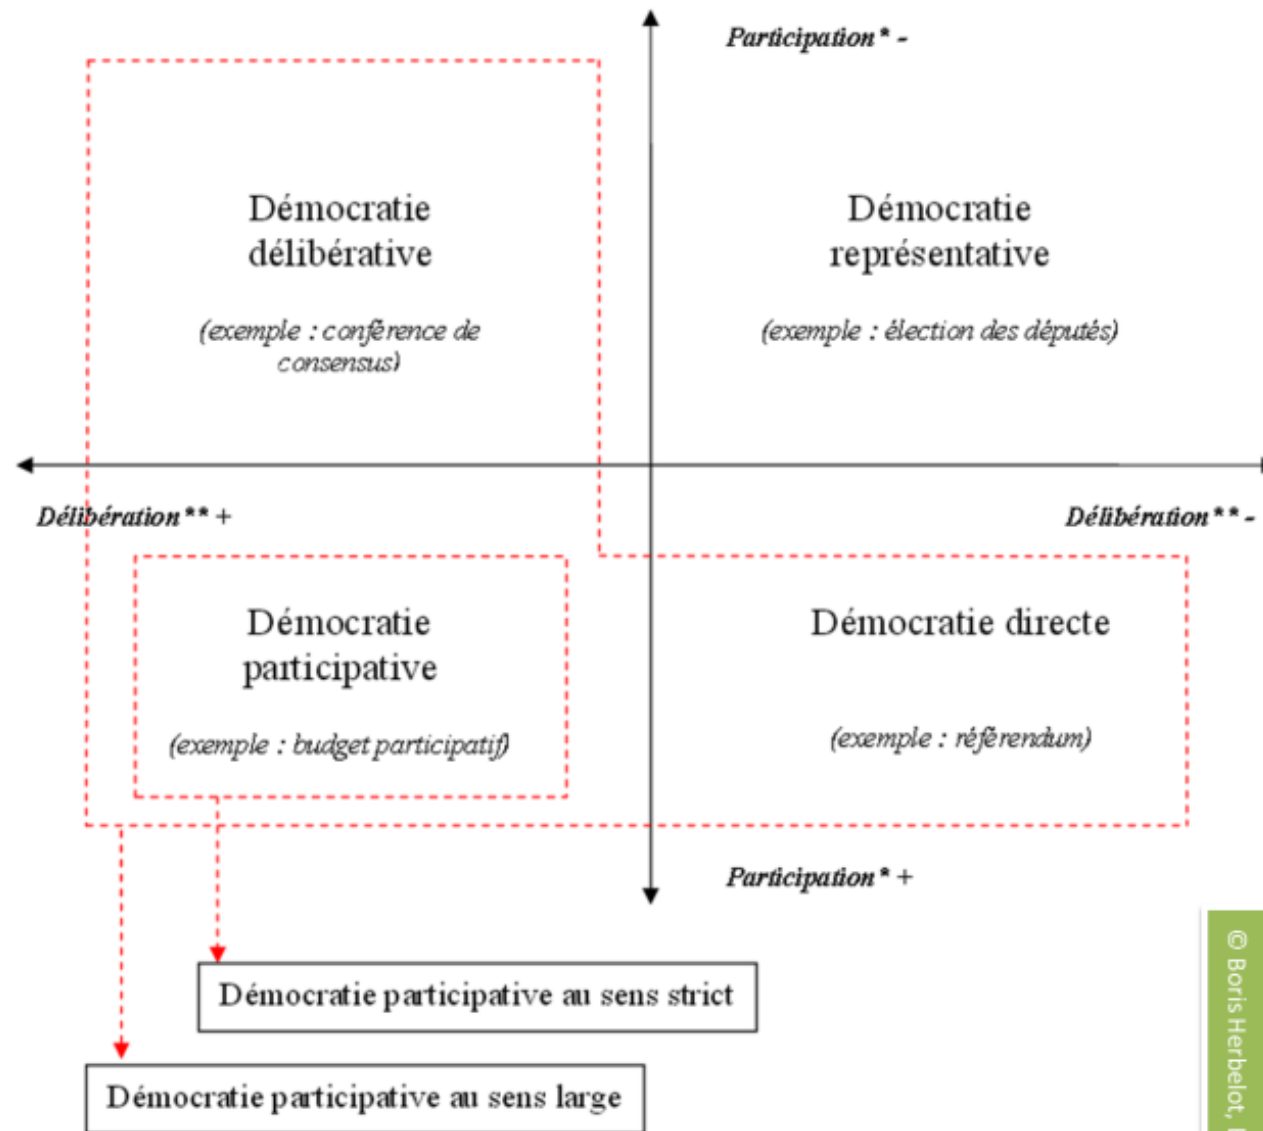 Participation* -
Démocratie
délibérative
(exemple : conférence de
consensus)
Démocratie
représentative
(exemple : élection des députés)
Délibération** +
Délibération** -
Démocratie
participative
(exemple : budget participatif)
Démocratie directe
(exemple : référendum)
Participation* +
Démocratie participative au sens strict
Démocratie participative au sens large
© Boris Herbelot,